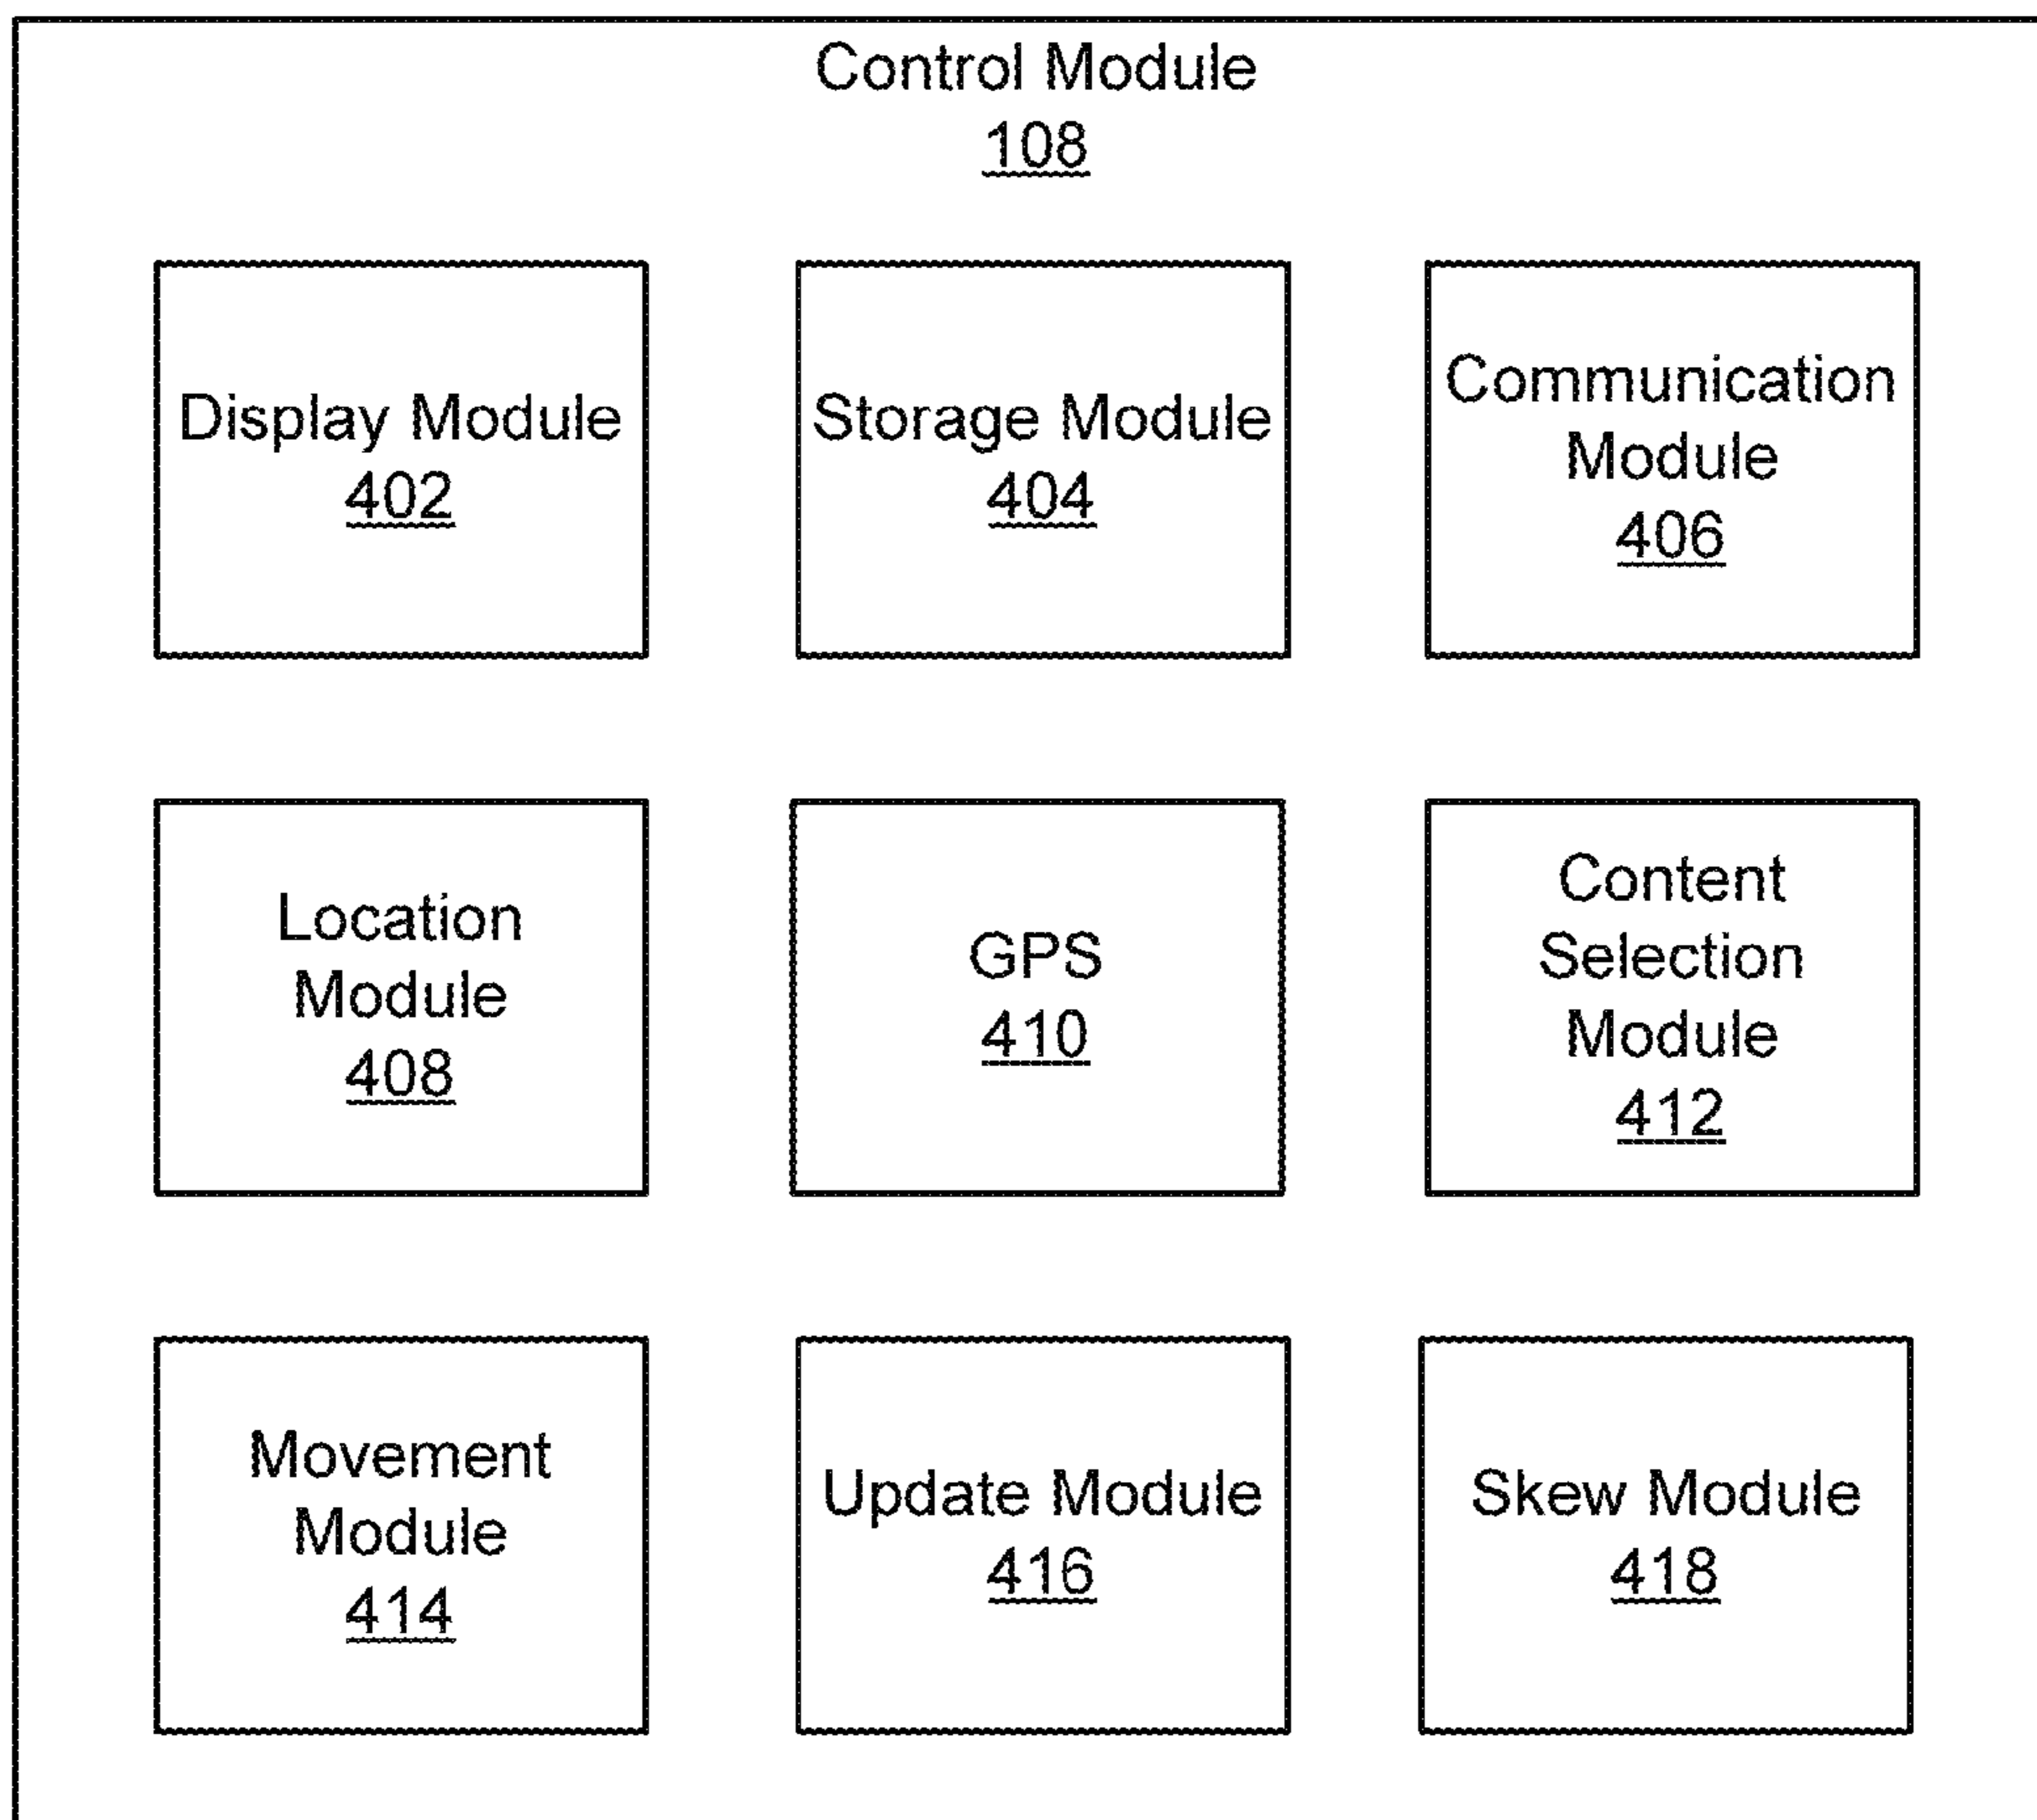 Control Module
108
Display Module
402
Storage Module
404
Communication
Module
406
Location
Module
408
GPS
410
Content
Selection
Module
412
Movement
Module
414
Update Module
416
Skew Module
418